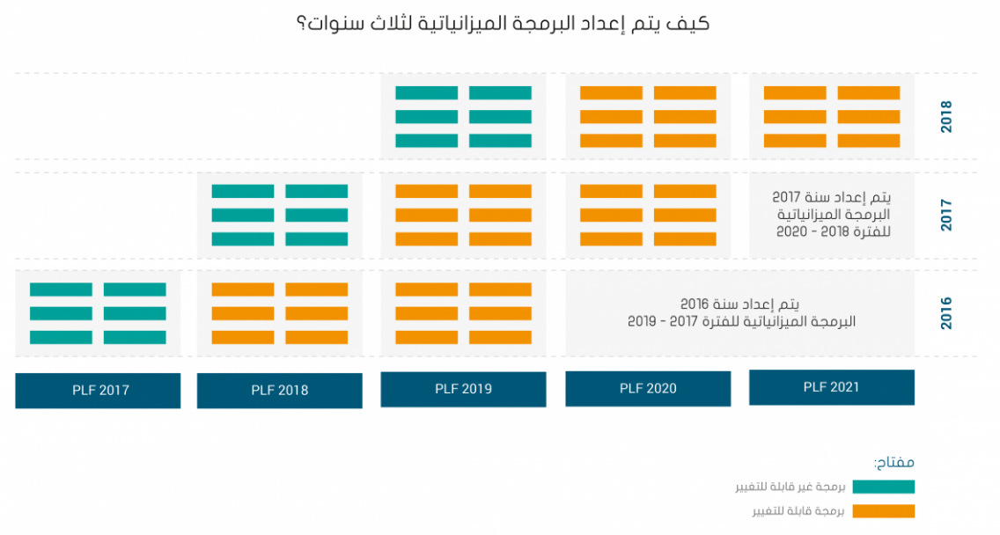 كيف يتم إعداد البرمجة الميزانياتية لثلاث سنوات؟
2018
2017
يتم إعداد سنة 2017
البرمجة الميزانياتية
للفترة 2018 - 2020
2016
يتم إعداد سنة 2016
البرمجة الميزانياتية للفترة 2017 - 2019
PLF 2017
PLF 2018
PLF 2019
PLF 2020
PLF 2021
مفتاح:
برمجة غير قابلة للتغيير
برمجة قابلة للتغيير